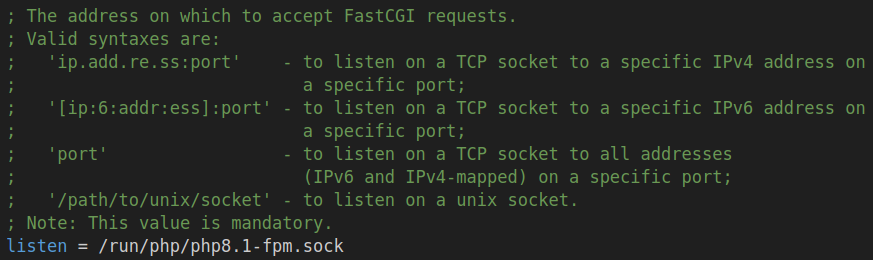 ; The address on which to accept FastCGI requests.
; Valid syntaxes are:
;   'ip.add.re.ss:port'    - to listen on a TCP socket to a specific IPv4 address on
;                            a specific port;
;   '[ip:6:addr:ess]:port' - to listen on a TCP socket to a specific IPv6 address on
;                            a specific port;
;   'port'                 - to listen on a TCP socket to all addresses
;                            (IPv6 and IPv4-mapped) on a specific port;
;   '/path/to/unix/socket' - to listen on a unix socket.
; Note: This value is mandatory.
listen = /run/php/php8.1-fpm.sock